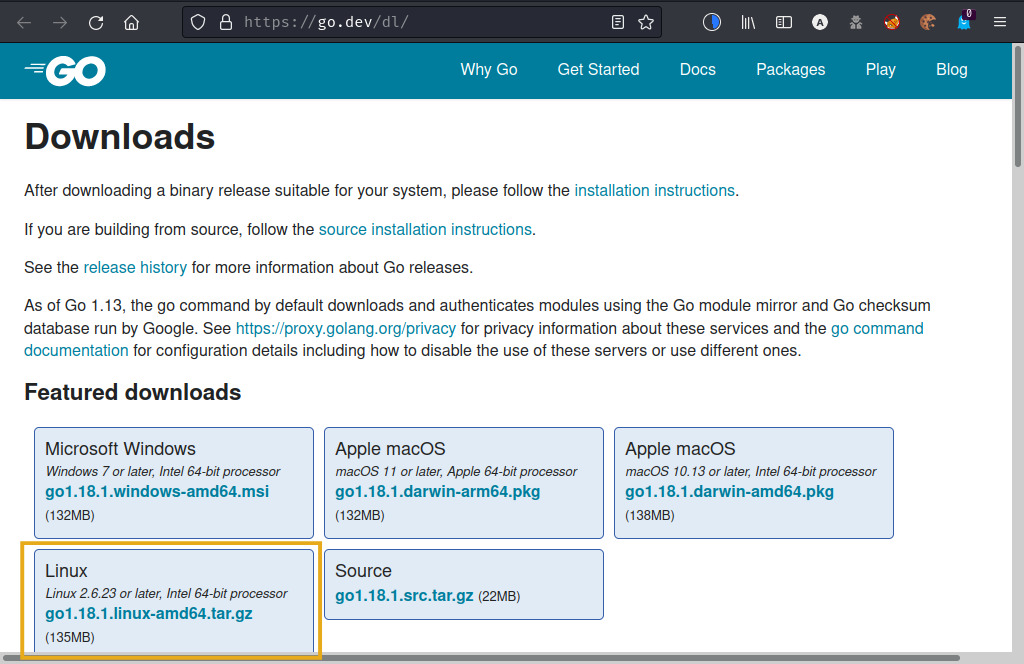 https://go.dev/dl/
A
0
GO
Why Go Get Started Docs Packages Play Blog
Downloads
After downloading a binary release suitable for your system, please follow the installation instructions.
If you are building from source, follow the source installation instructions.
See the release history for more information about Go releases.
As of Go 1.13, the go command by default downloads and authenticates modules using the Go module mirror and Go checksum
database run by Google. See https://proxy.golang.org/privacy for privacy information about these services and the go command
documentation for configuration details including how to disable the use of these servers or use different ones.
Featured downloads
Microsoft Windows
Windows 7 or later, Intel 64-bit processor
go1.18.1.windows-amd64.msi
(132MB)
Apple macOS
macOS 11 or later, Apple 64-bit processor
go1.18.1.darwin-arm64.pkg
(132MB)
Apple macOS
macOS 10.13 or later, Intel 64-bit processor
go1.18.1.darwin-amd64.pkg
(138MB)
Linux
Linux 2.6.23 or later, Intel 64-bit processor
go1.18.1.linux-amd64.tar.gz
(135MB)
Source
go1.18.1.src.tar.gz (22MB)